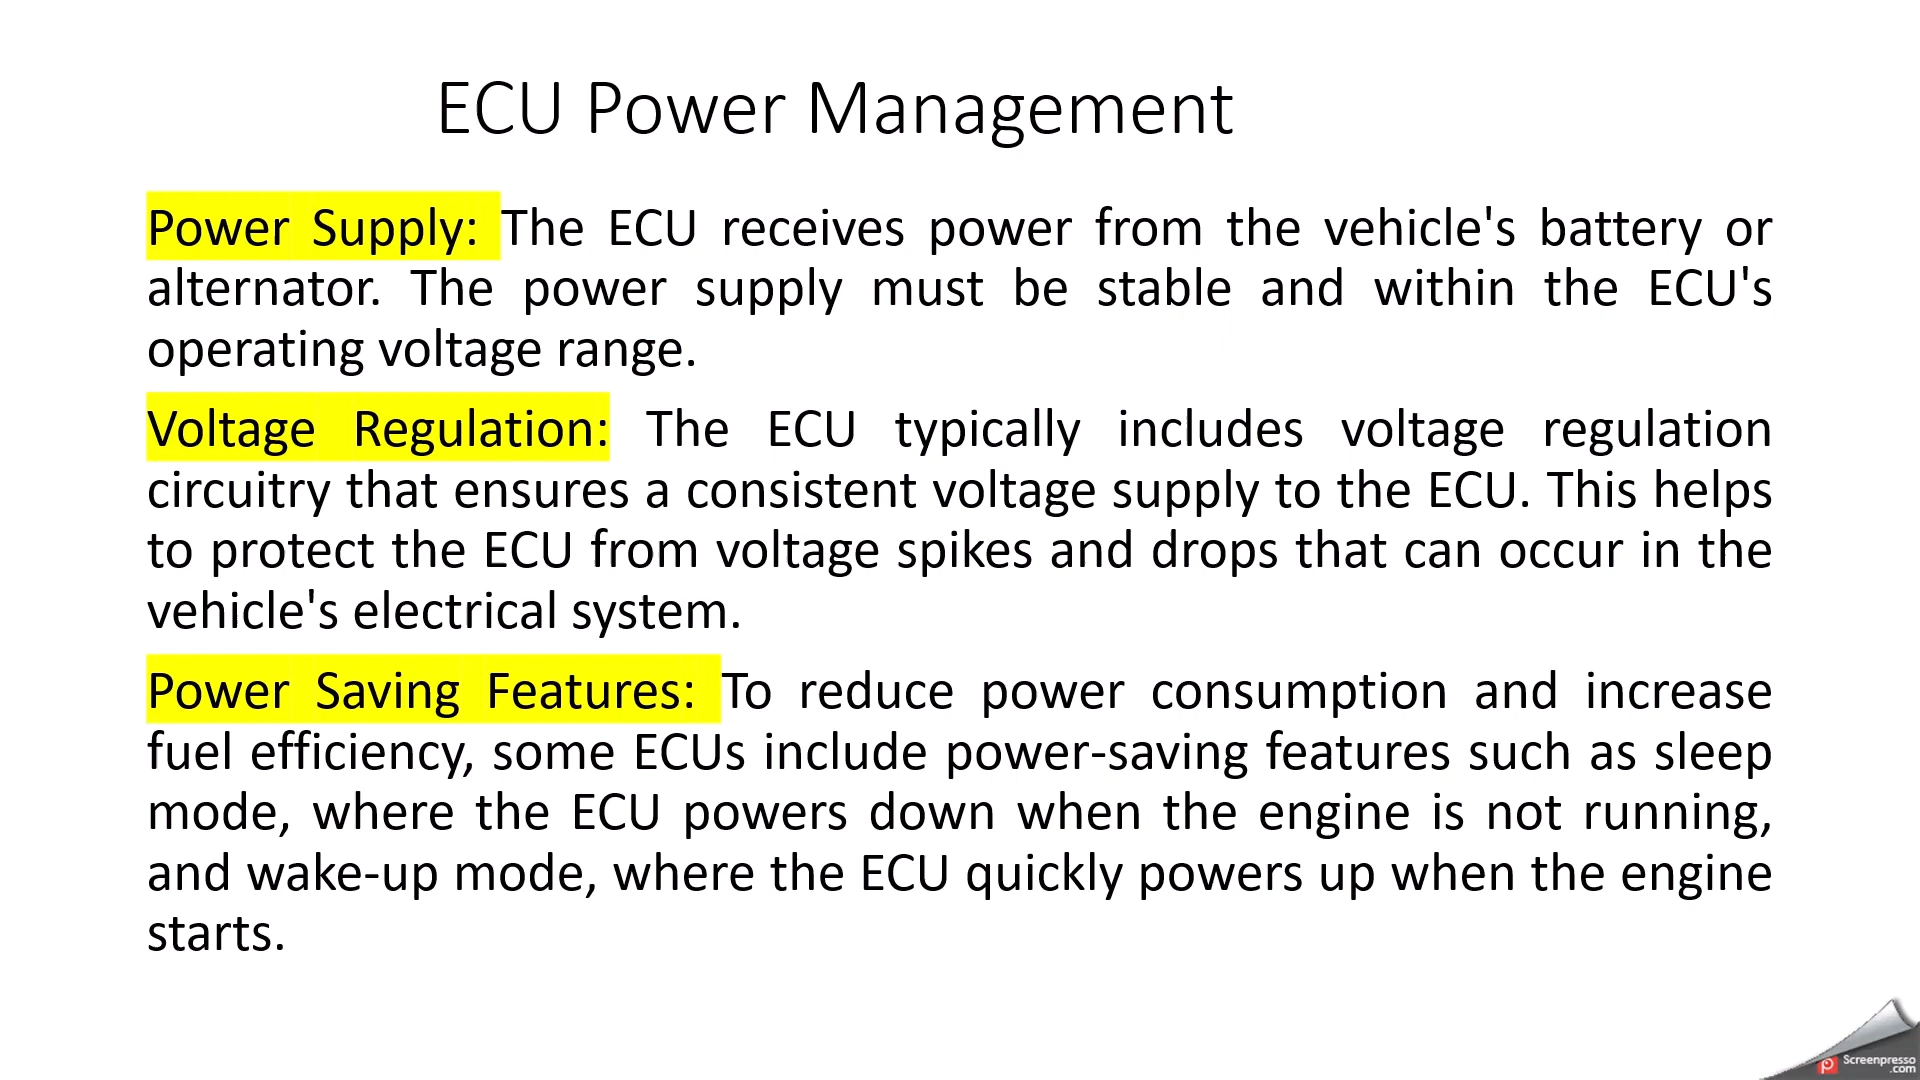 ECU Power Management
Power Supply: The ECU receives power from the vehicle's battery or
alternator. The power supply must be stable and within the ECU's
operating voltage range.
Voltage Regulation: The ECU typically includes voltage regulation
circuitry that ensures a consistent voltage supply to the ECU. This helps
to protect the ECU from voltage spikes and drops that can occur in the
vehicle's electrical system.
Power Saving Features: To reduce power consumption and increase
fuel efficiency, some ECUs include power-saving features such as sleep
mode, where the ECU powers down when the engine is not running,
and wake-up mode, where the ECU quickly powers up when the engine
starts.
Screenpresso
.com